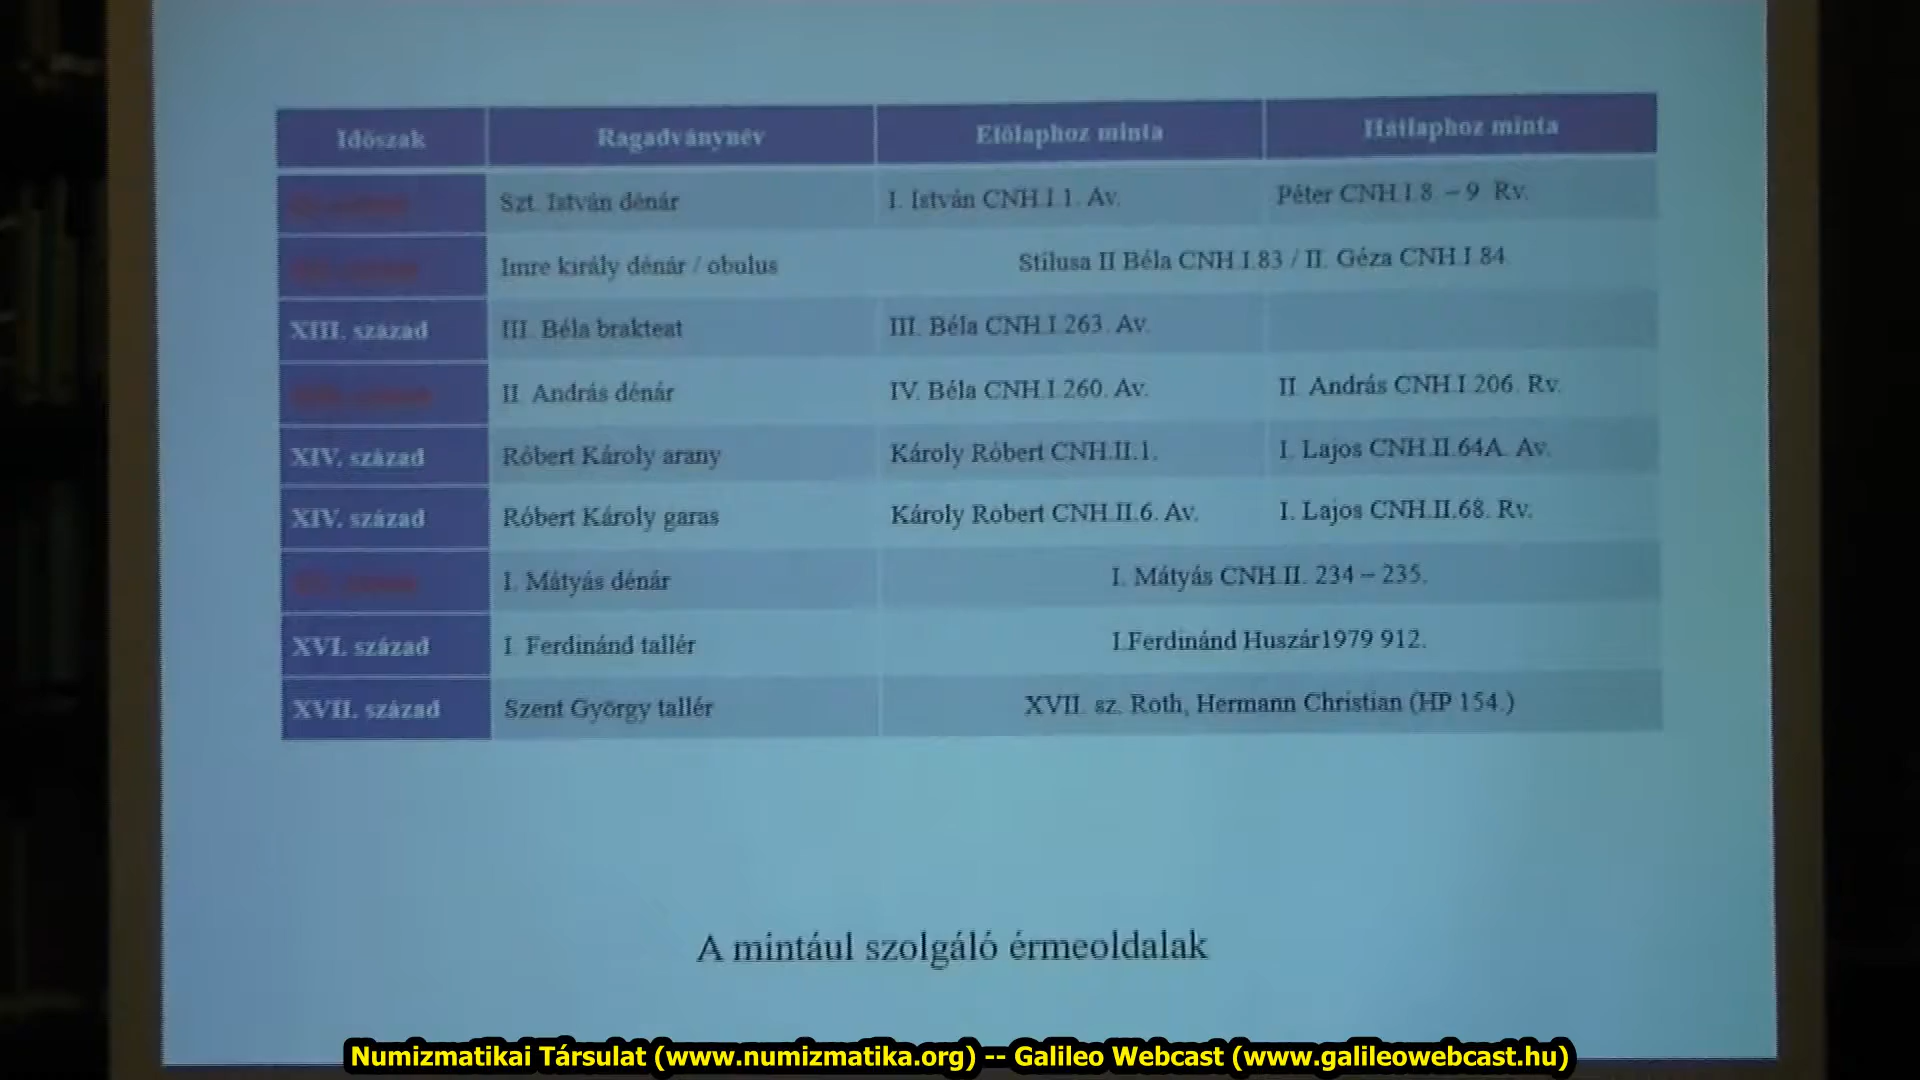 Időszak Ragadványnév Előlaphoz minta Hátlaphoz minta
Szt. István dénár I. István CNH.I.1. Av. Péter CNH.I.8. – 9 Rv.
Imre király dénár / obulus Stílusa II Béla CNH I.83 / II. Géza CNH.I.84.
XIII. század III. Béla brakteat III. Béla CNH.I.263. Av.
II. András dénár IV. Béla CNH.I.260. Av. II. András CNH.I.206. Rv.
XIV. század Róbert Károly arany Károly Róbert CNH.II.1. I. Lajos CNH.II.64A. Av.
XIV. század Róbert Károly garas Károly Robert CNH.II.6. Av. I. Lajos CNH.II.68. Rv.
I. Mátyás dénár I. Mátyás CNH.II. 234 – 235.
XVI. század I. Ferdinánd tallér I.Ferdinánd Huszár1979 912.
XVII. század Szent György tallér XVII. sz. Roth, Hermann Christian (HP 154.)
A mintául szolgáló érmeoldalak
Numizmatikai Társulat (www.numizmatika.org) -- Galileo Webcast (www.galileowebcast.hu)